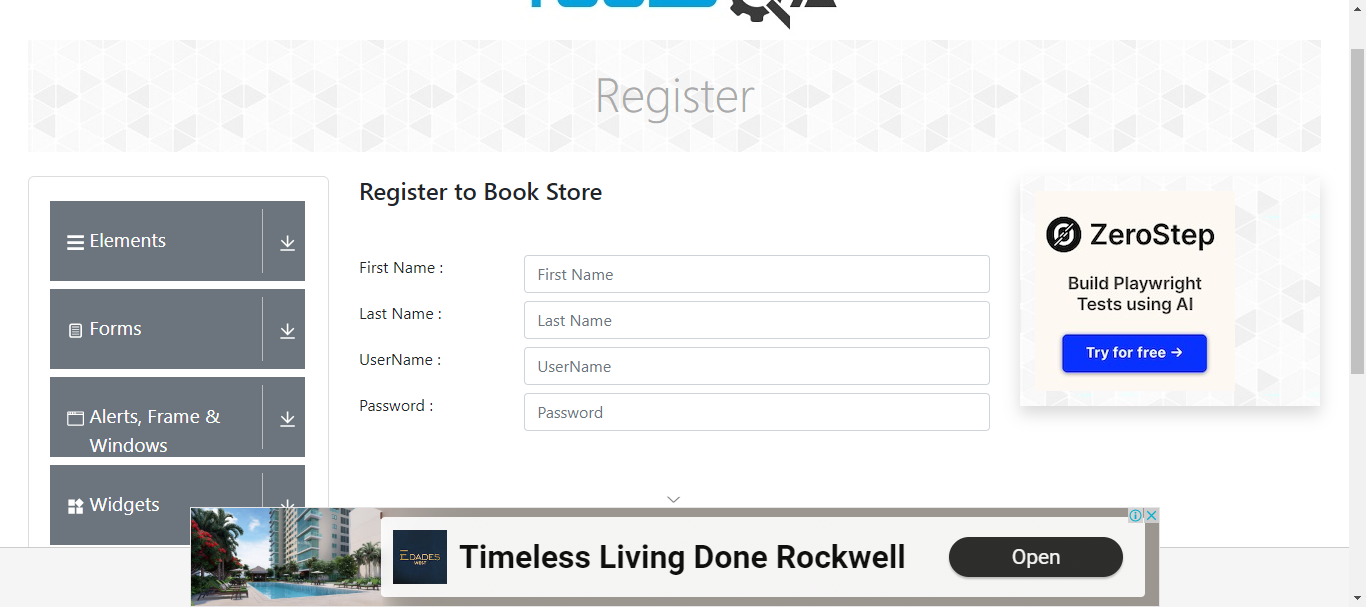 Register
Elements
Forms
Alerts, Frame &
Windows
Widgets
Register to Book Store
First Name :
First Name
Last Name :
Last Name
UserName :
UserName
Password :
Password
ZeroStep
Build Playwright
Tests using AI
Try for free →
EDADES
WEST
Timeless Living Done Rockwell
Open